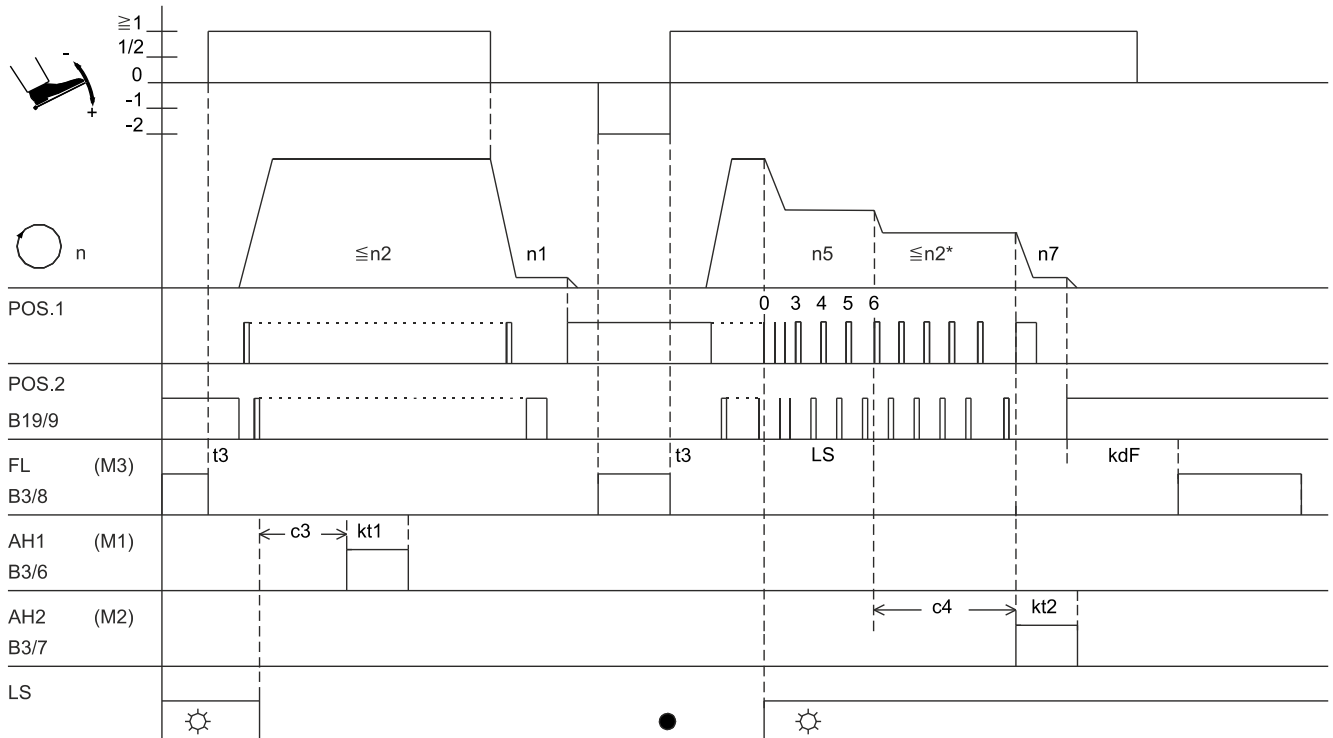 ≧1
1/2
0
-1
-2
-
+
n
≦n2
n1
n5
≦n2*
n7
POS.1
0 3 4 5 6
POS.2
B19/9
FL (M3)
B3/8
t3
t3
LS
kdF
AH1 (M1)
B3/6
c3
kt1
AH2 (M2)
B3/7
c4
kt2
LS